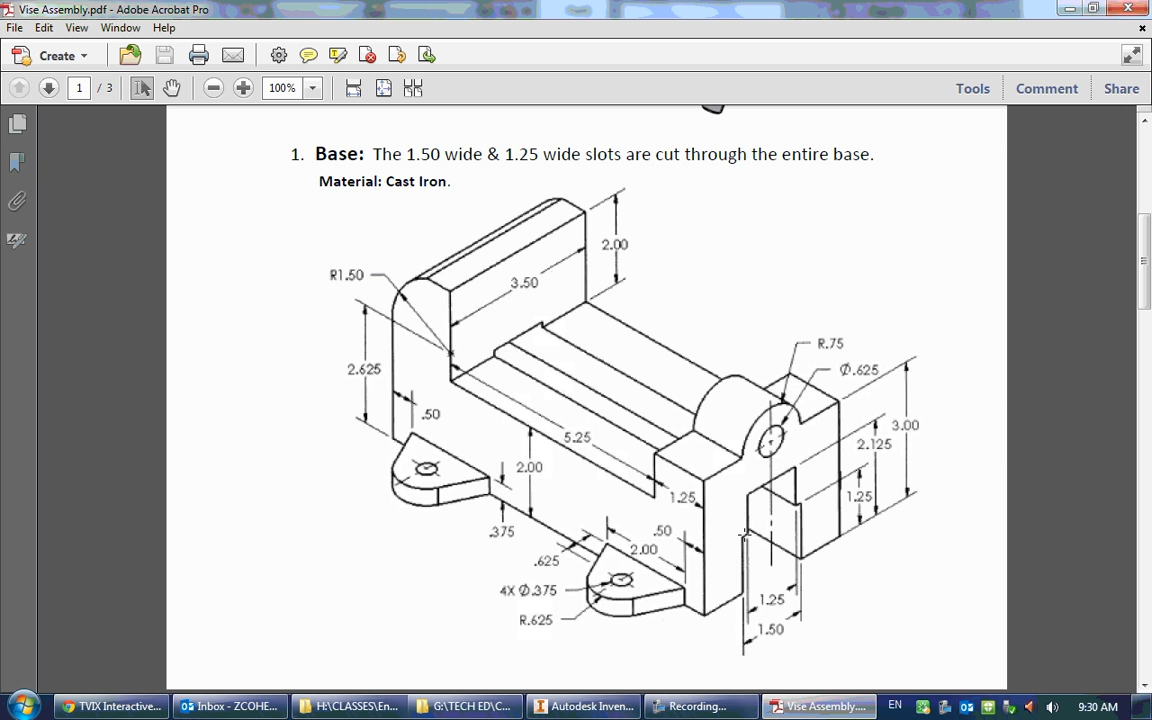 Vise Assembly.pdf - Adobe Acrobat Pro
File Edit View Window Help
Create
1 / 3 100% Tools Comment Share
1. Base: The 1.50 wide & 1.25 wide slots are cut through the entire base.
Material: Cast Iron.
2.00
R1.50
3.50
R.75
2.625
Ø.625
.50
3.00
5.25
2.125
2.00
1.25
1.25
.375
.50
2.00
.625
4X Ø.375
1.25
R.625
1.50
TVIX Interactive... Inbox - ZCOHE... H:\CLASSES\En... G:\TECH ED\C... Autodesk Inven... Recording... Vise Assembly.... EN 9:30 AM